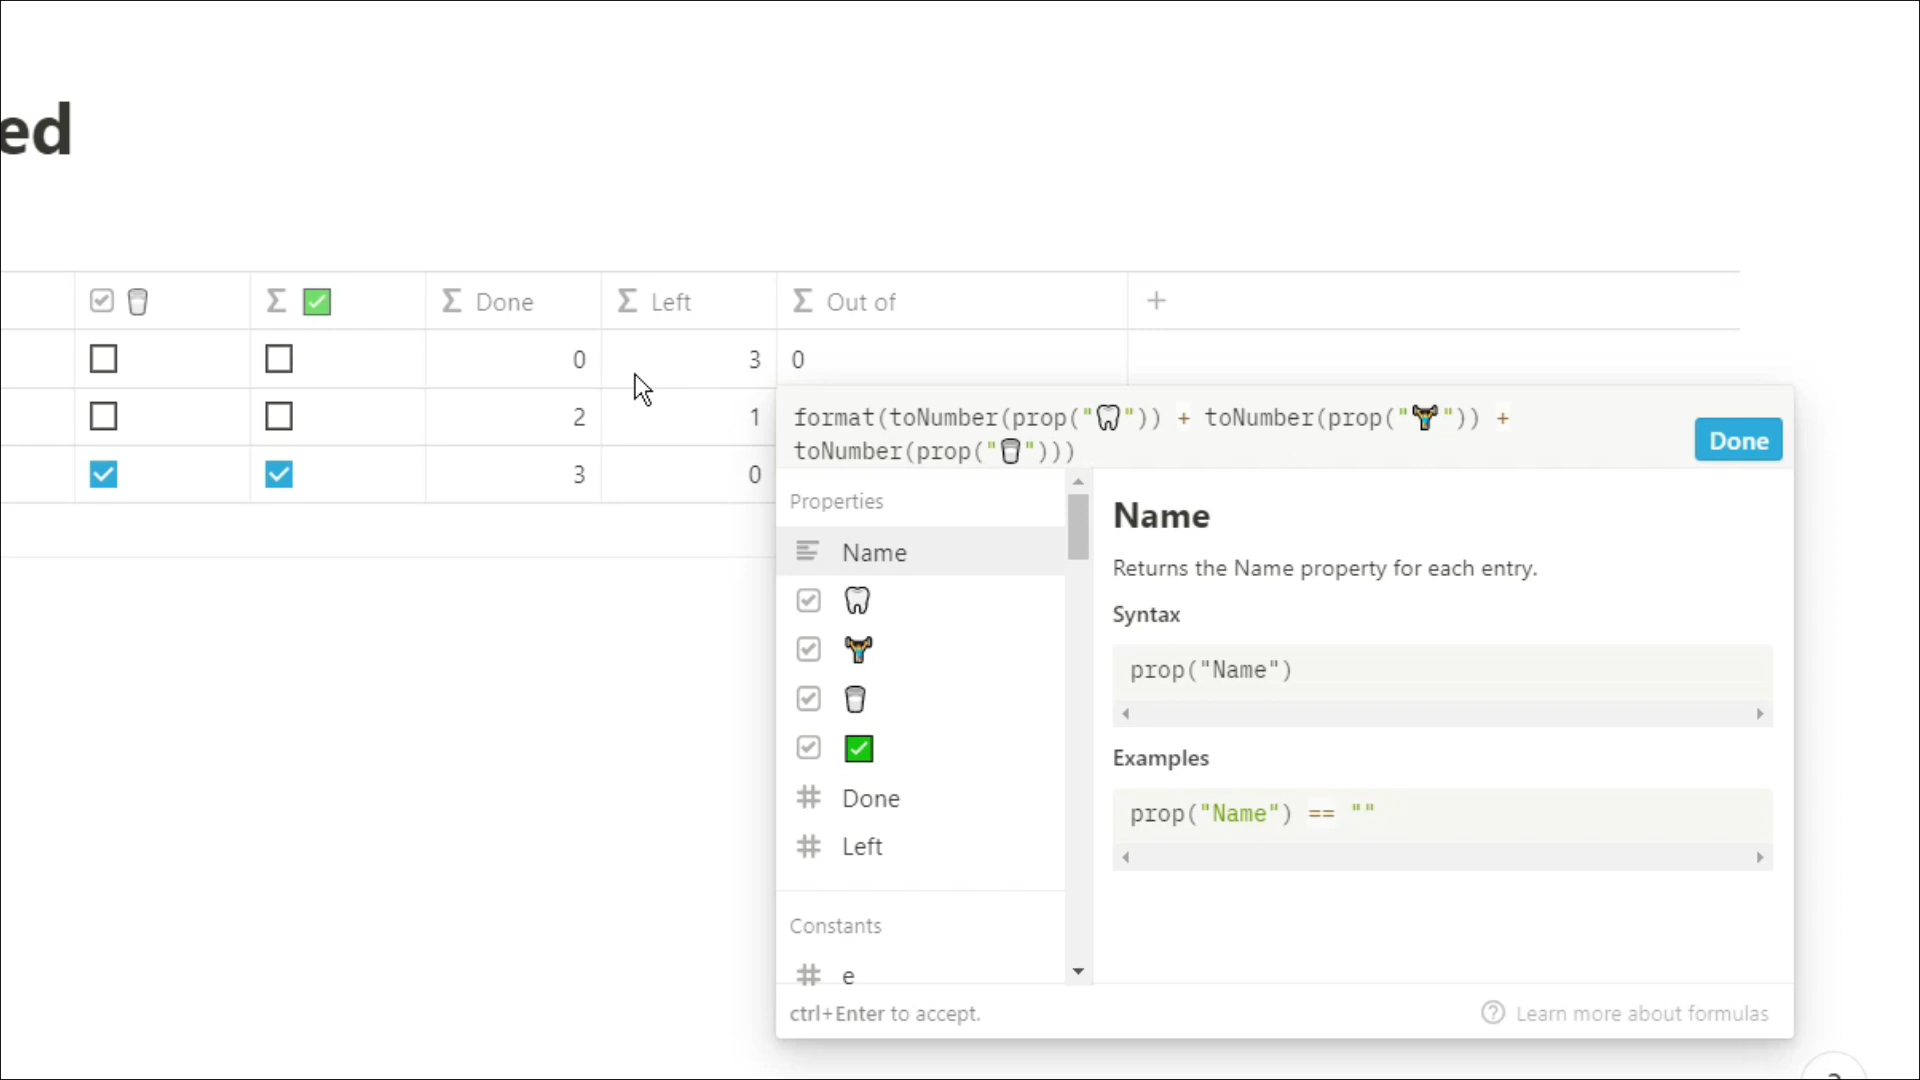 ed
Σ Done
Σ Left
Σ Out of
+
0
3
0
2
1
3
0
format(toNumber(prop("🦷")) + toNumber(prop("🏋")) +
toNumber(prop("🥛")))
Done
Properties
Name
Done
Left
Constants
e
ctrl+Enter to accept.
Name
Returns the Name property for each entry.
Syntax
prop("Name")
Examples
prop("Name") == ""
Learn more about formulas